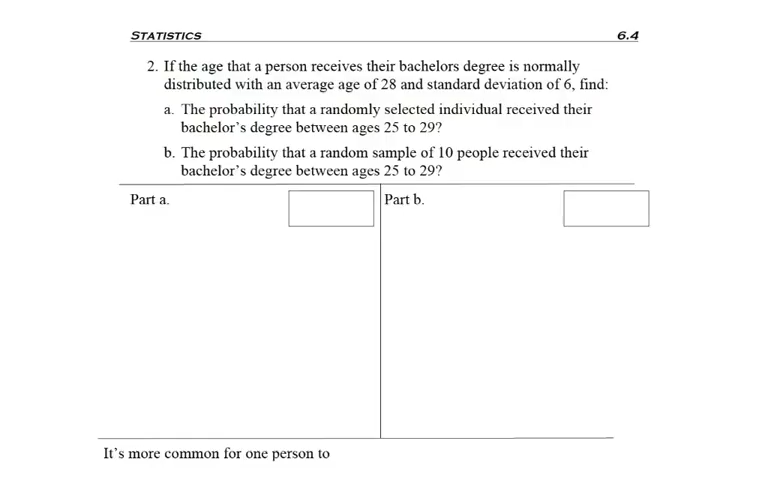 STATISTICS 6.4
2. If the age that a person receives their bachelors degree is normally
distributed with an average age of 28 and standard deviation of 6, find:
a. The probability that a randomly selected individual received their
bachelor's degree between ages 25 to 29?
b. The probability that a random sample of 10 people received their
bachelor's degree between ages 25 to 29?
Part a. Part b.
It's more common for one person to